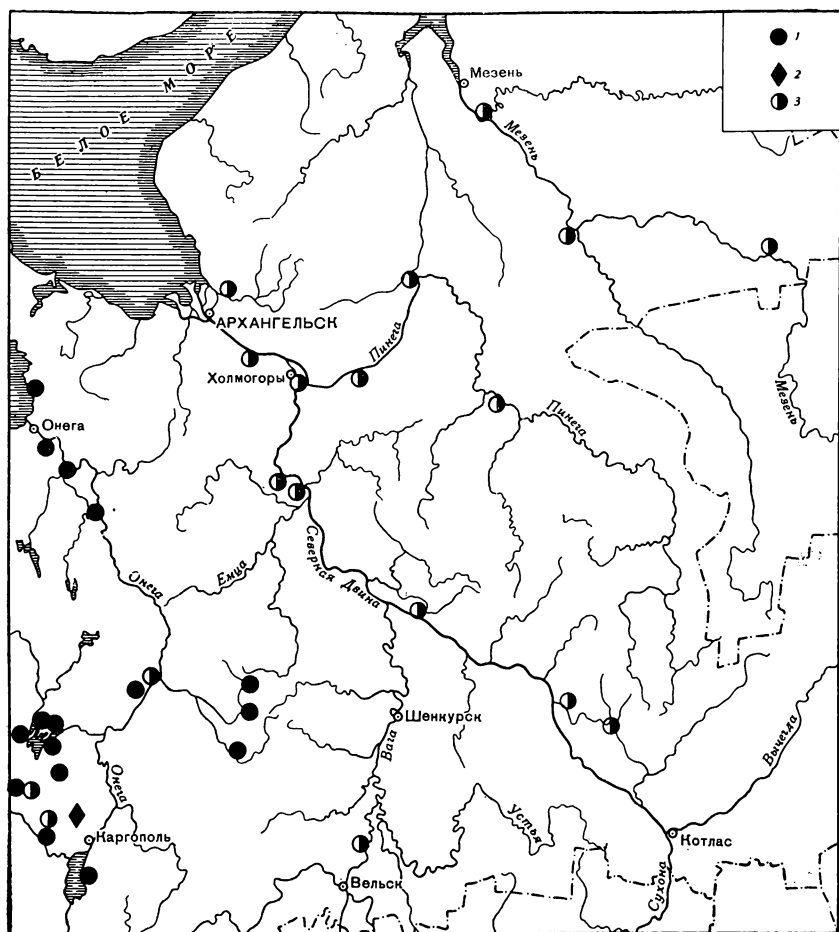 БЕЛОЕ МОРЕ
1
2
3
Мезень
Мезень
АРХАНГЕЛЬСК
Пинега
Холмогоры
Мезень
Онега
Пинега
Емца
Северная Двина
Онега
Шенкурск
Вага
Вычегда
Онега
Устья
Каргополь
Котлас
Вельск
Сухона